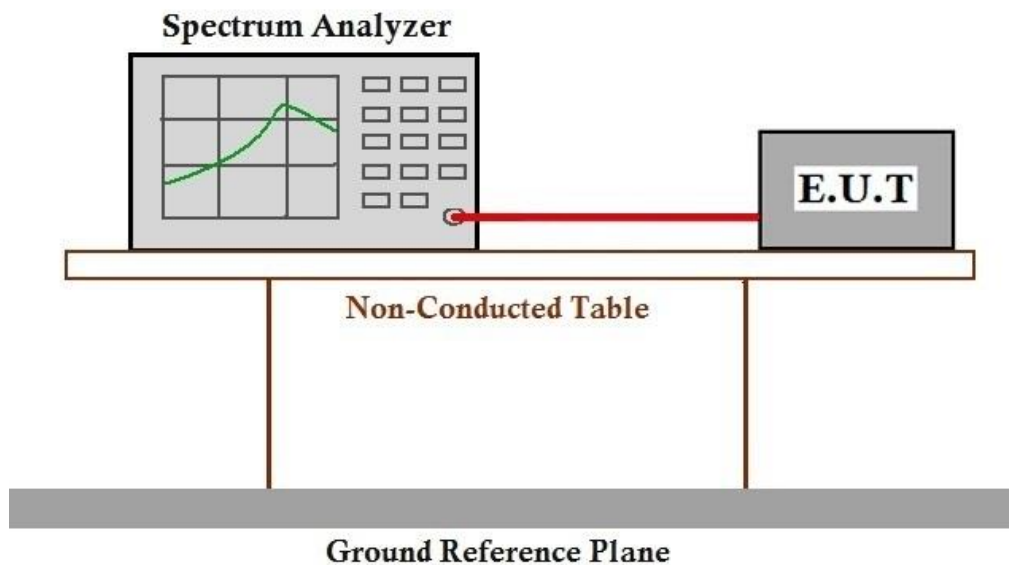 Spectrum Analyzer
E.U.T
Non-Conducted Table
Ground Reference Plane